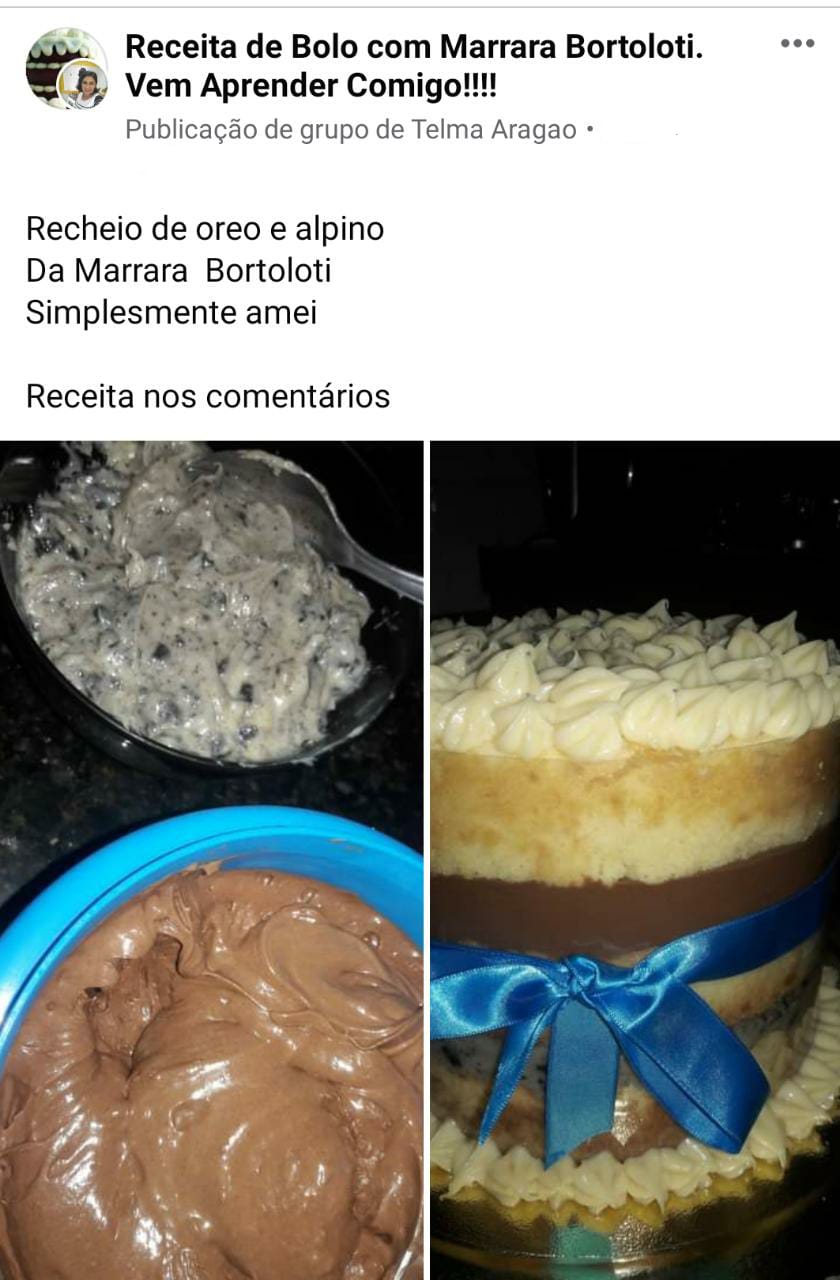 Receita de Bolo com Marrara Bortoloti.
Vem Aprender Comigo!!!!
Publicação de grupo de Telma Aragao •
Recheio de oreo e alpino
Da Marrara Bortoloti
Simplesmente amei
Receita nos comentários